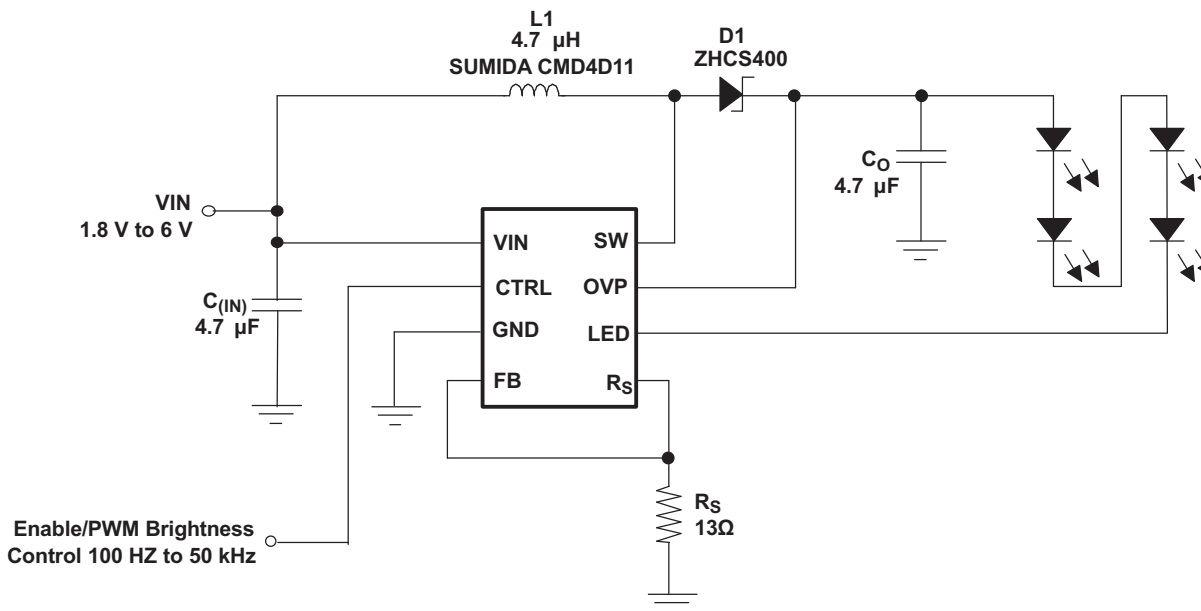 L1
4.7 µH
SUMIDA CMD4D11
D1
ZHCS400
VIN
1.8 V to 6 V
C(IN)
4.7 µF
CO
4.7 µF
VIN
SW
CTRL
OVP
GND
LED
FB
RS
RS
13Ω
Enable/PWM Brightness
Control 100 HZ to 50 kHz